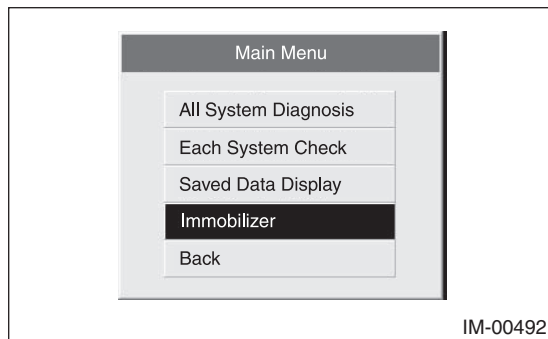 Main Menu
All System Diagnosis
Each System Check
Saved Data Display
Immobilizer
Back
IM-00492